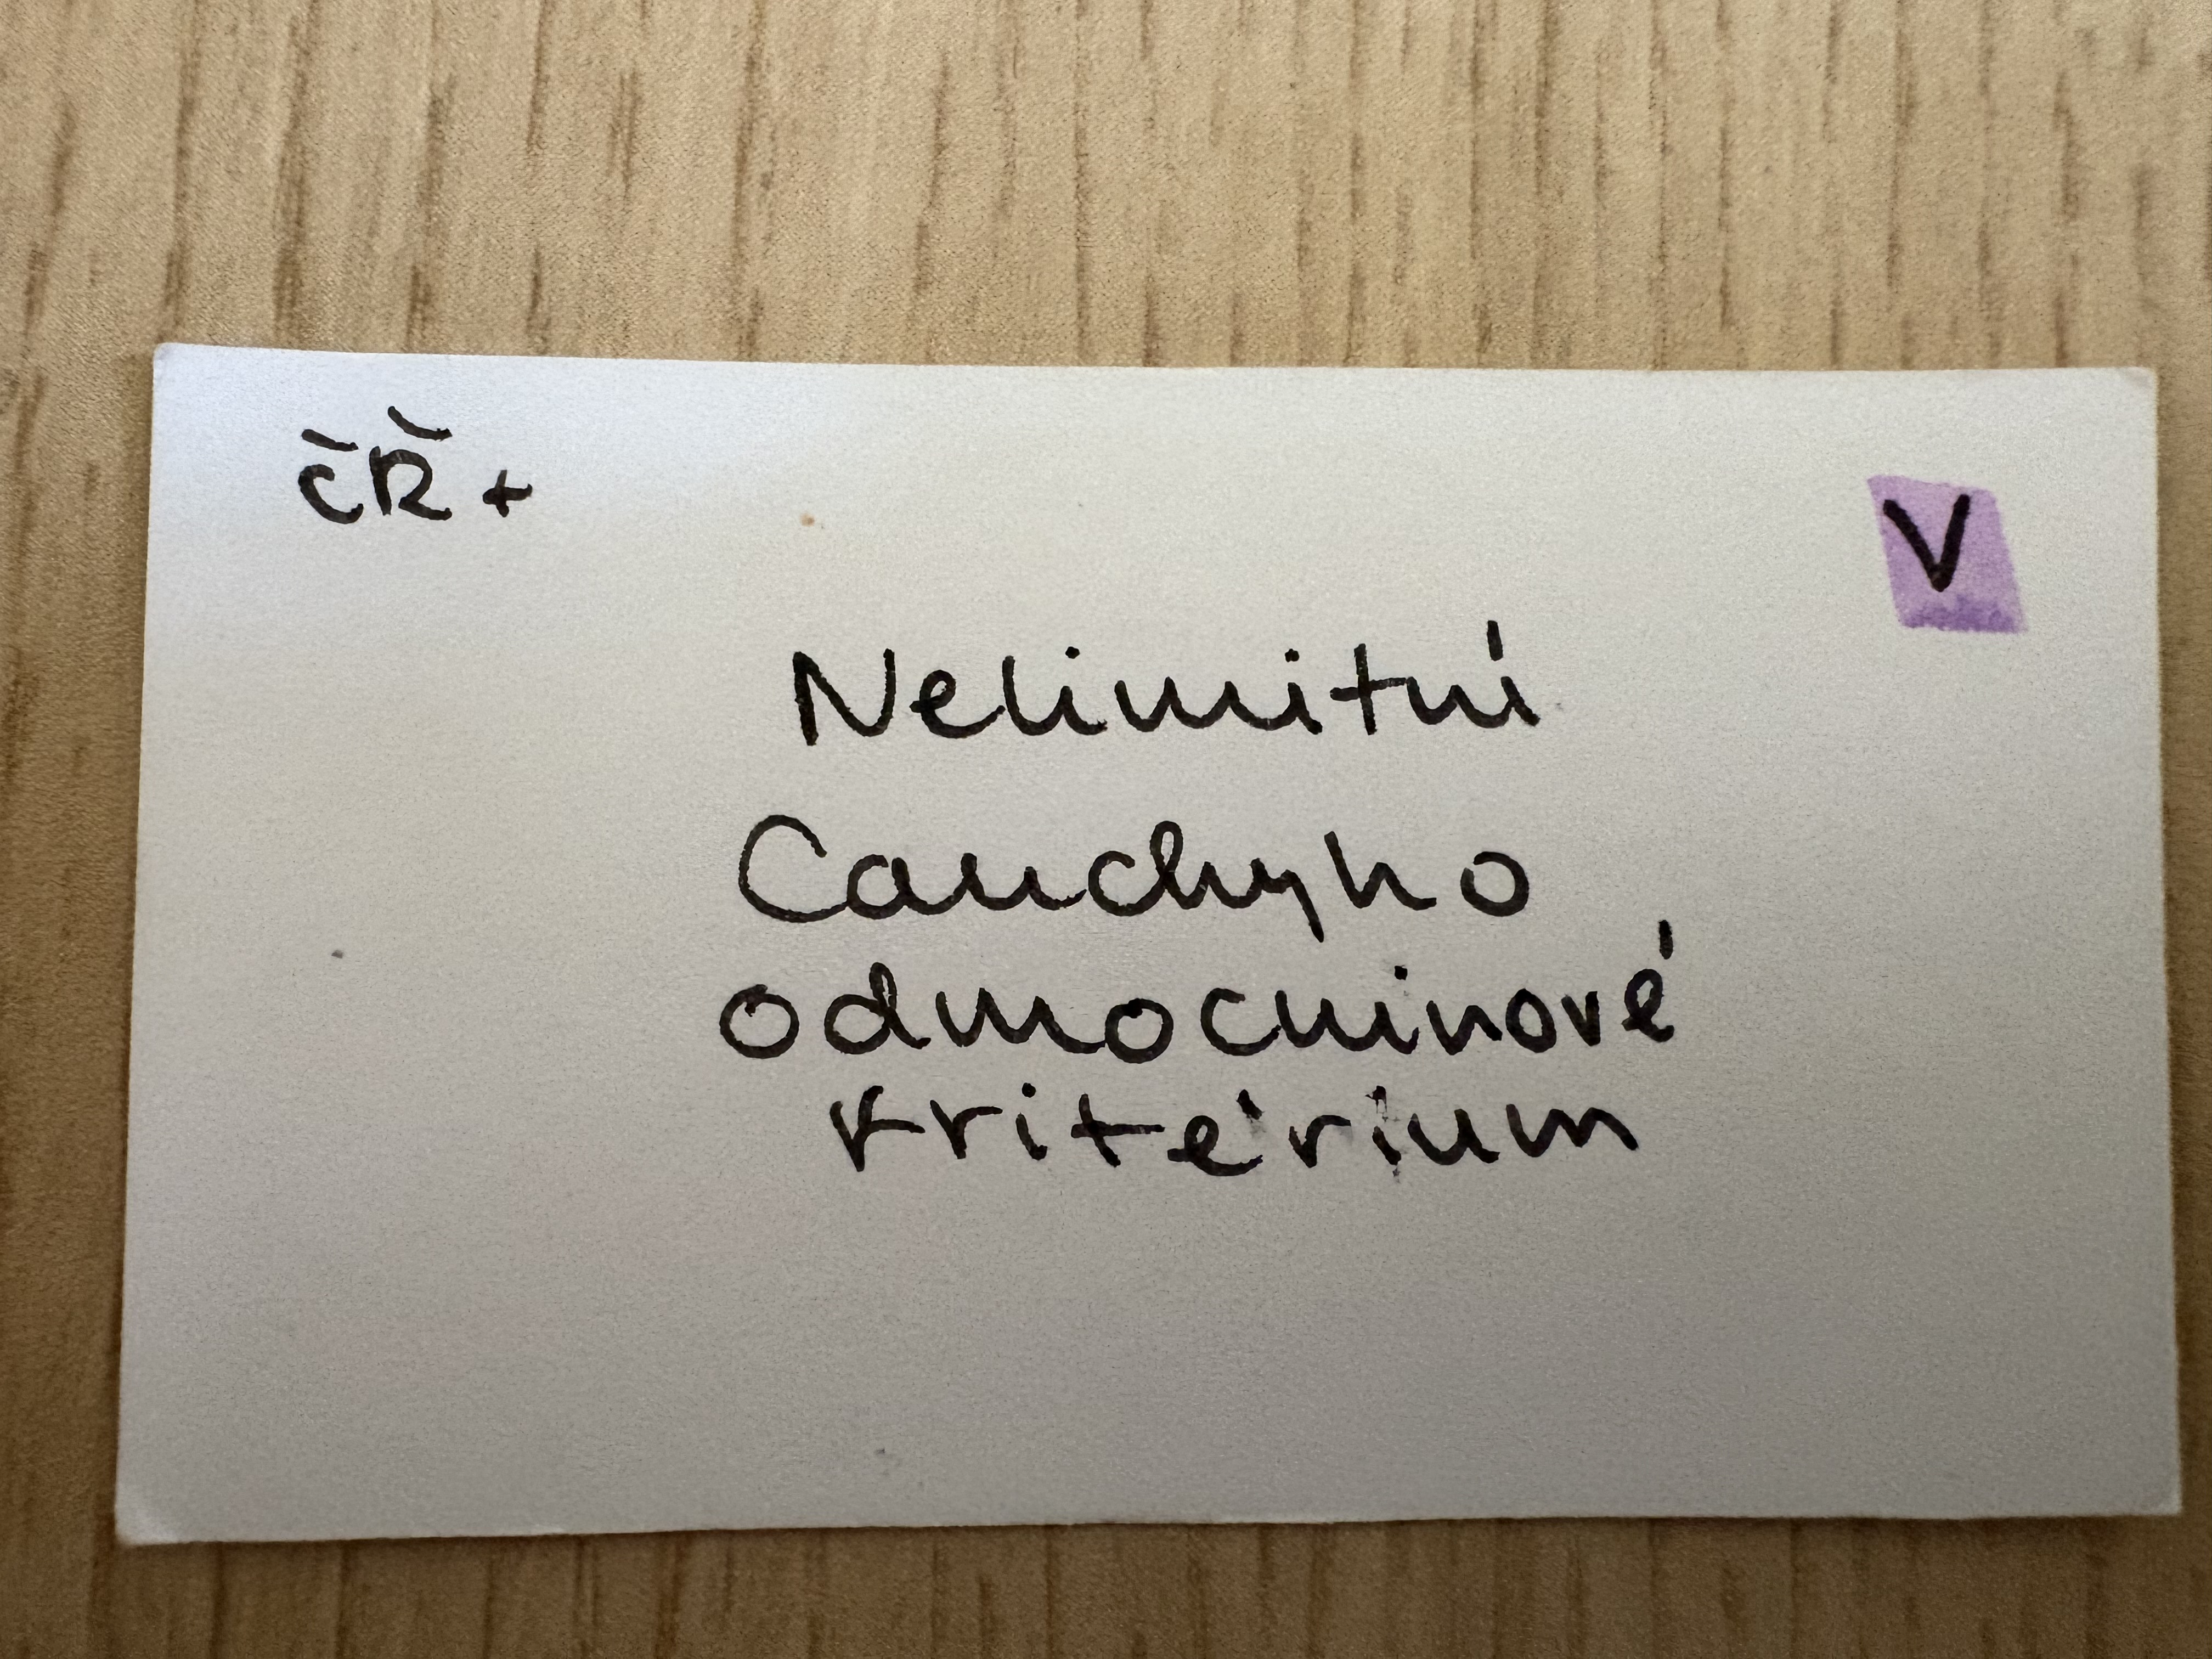 ČŘ +
V
Nelimitní
Cauchyho
odmocninové
kritérium